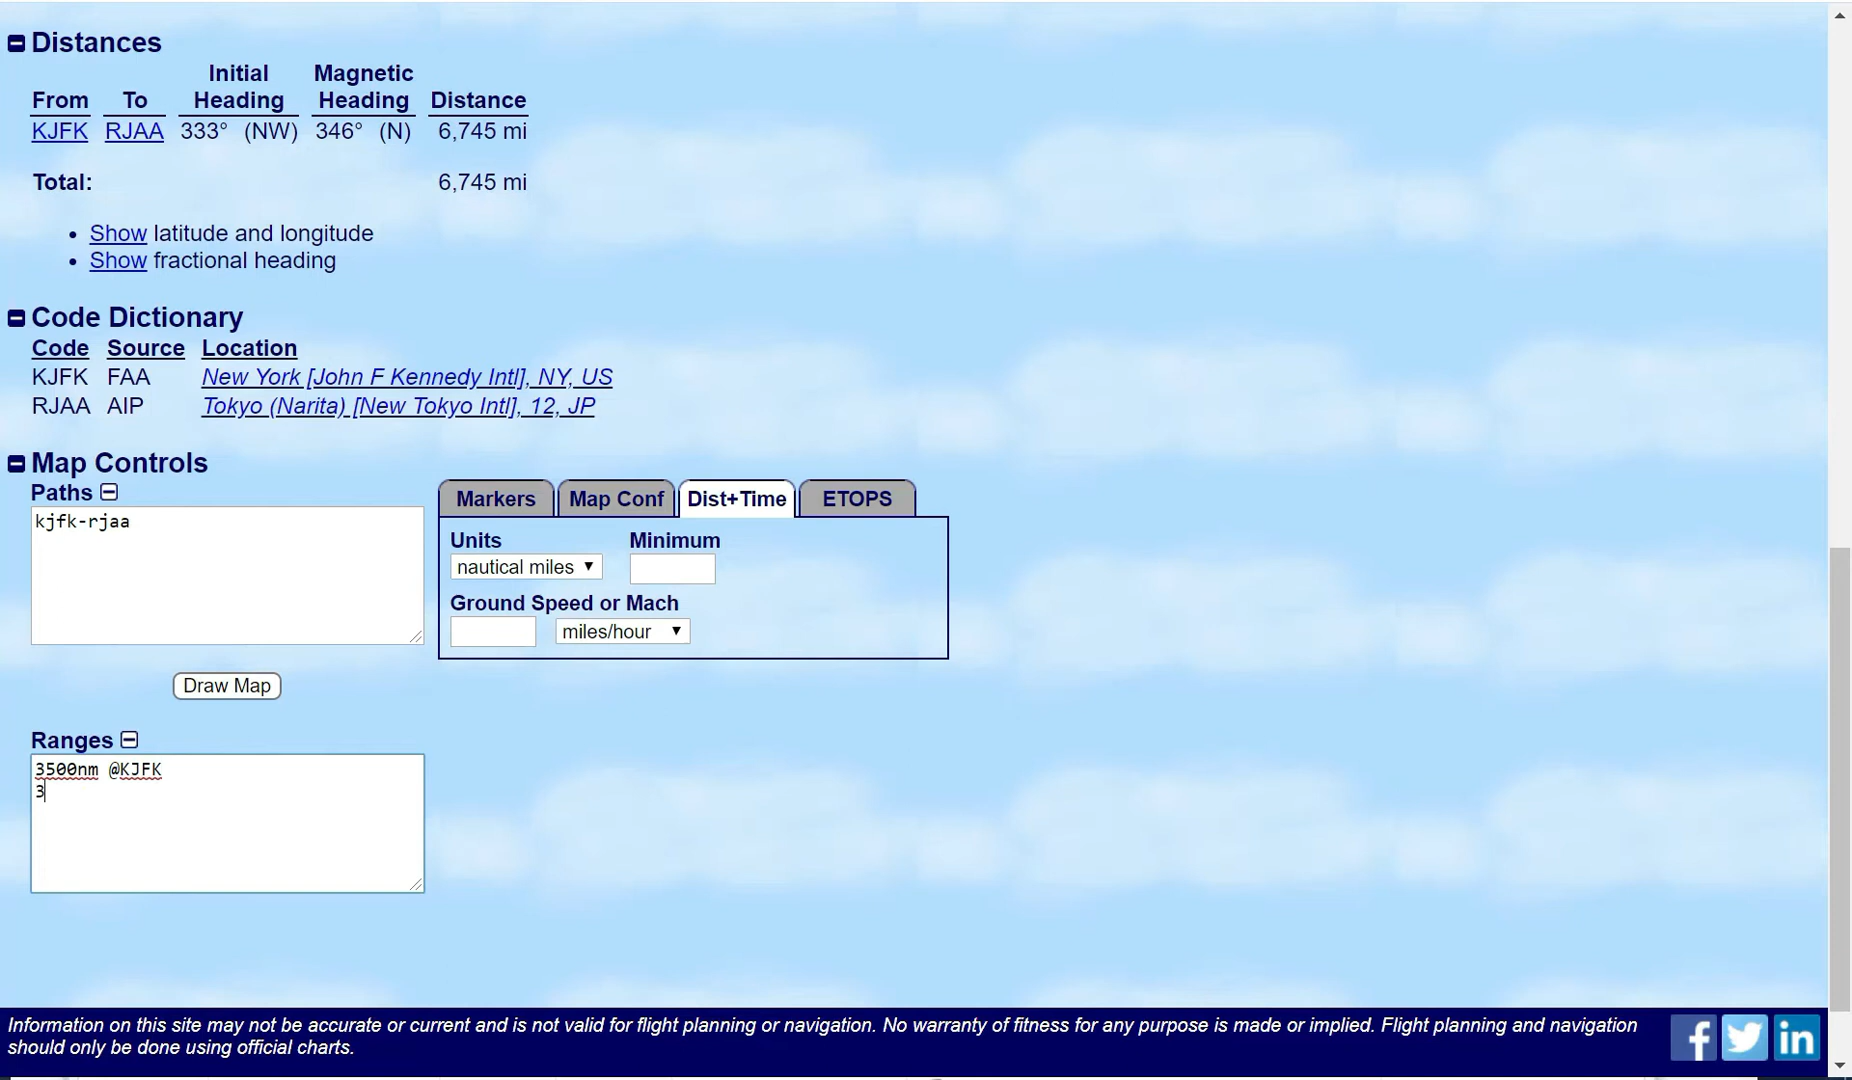 Distances
Initial Magnetic
From To Heading Heading Distance
KJFK RJAA 333° (NW) 346° (N) 6,745 mi
Total: 6,745 mi
Show latitude and longitude
Show fractional heading
Code Dictionary
Code Source Location
KJFK FAA New York [John F Kennedy Intl], NY, US
RJAA AIP Tokyo (Narita) [New Tokyo Intl], 12, JP
Map Controls
Paths
kjfk-rjaa
Markers Map Conf Dist+Time ETOPS
Units Minimum
nautical miles
Ground Speed or Mach
miles/hour
Draw Map
Ranges
3500nm @KJFK
3
Information on this site may not be accurate or current and is not valid for flight planning or navigation. No warranty of fitness for any purpose is made or implied. Flight planning and navigation
should only be done using official charts.